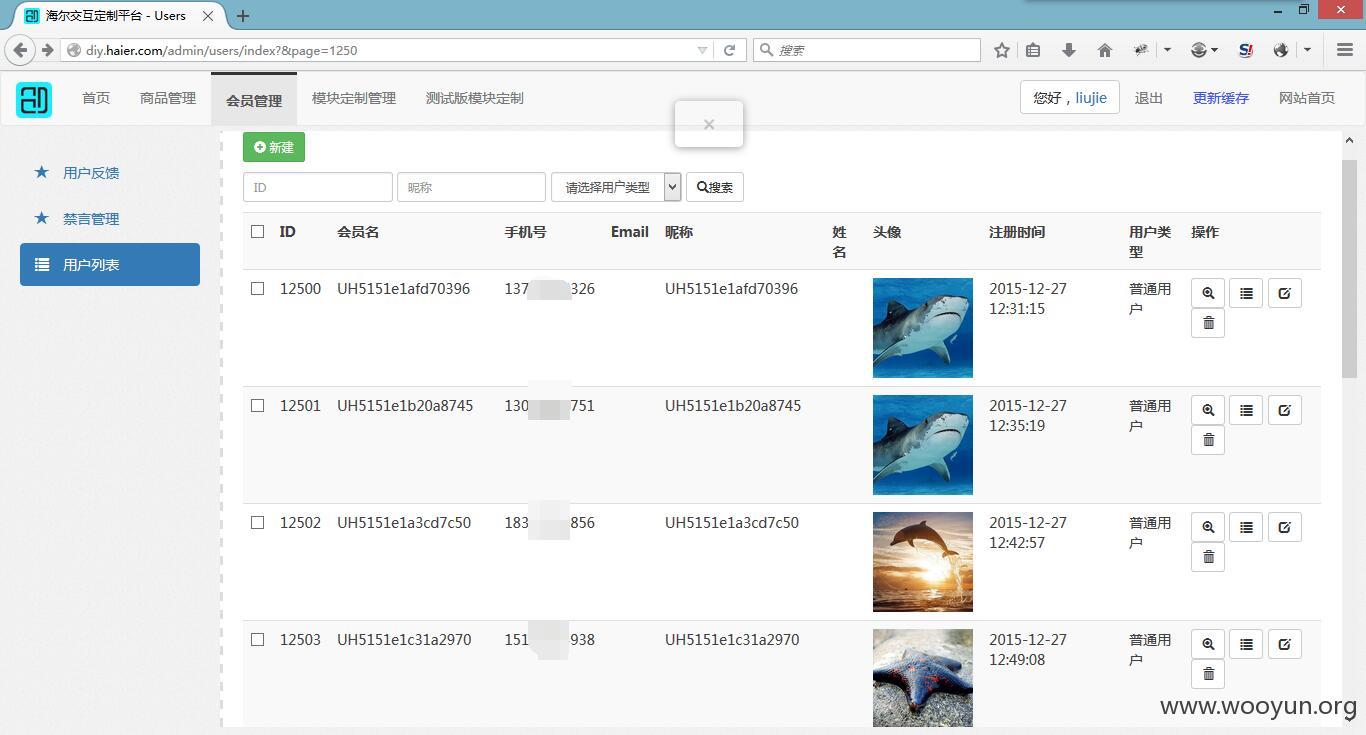 海尔交互定制平台 - Users
diy.haier.com/admin/users/index?&page=1250
搜索
首页
商品管理
会员管理
模块定制管理
测试版模块定制
您好，liujie
退出
更新缓存
网站首页
用户反馈
禁言管理
用户列表
新建
ID
昵称
请选择用户类型
搜索
ID 会员名 手机号 Email 昵称 姓名 头像 注册时间 用户类型 操作
12500 UH5151e1afd70396 137 326 UH5151e1afd70396 2015-12-27 12:31:15 普通用户
12501 UH5151e1b20a8745 130 751 UH5151e1b20a8745 2015-12-27 12:35:19 普通用户
12502 UH5151e1a3cd7c50 183 856 UH5151e1a3cd7c50 2015-12-27 12:42:57 普通用户
12503 UH5151e1c31a2970 151 938 UH5151e1c31a2970 2015-12-27 12:49:08 普通用户
www.wooyun.org